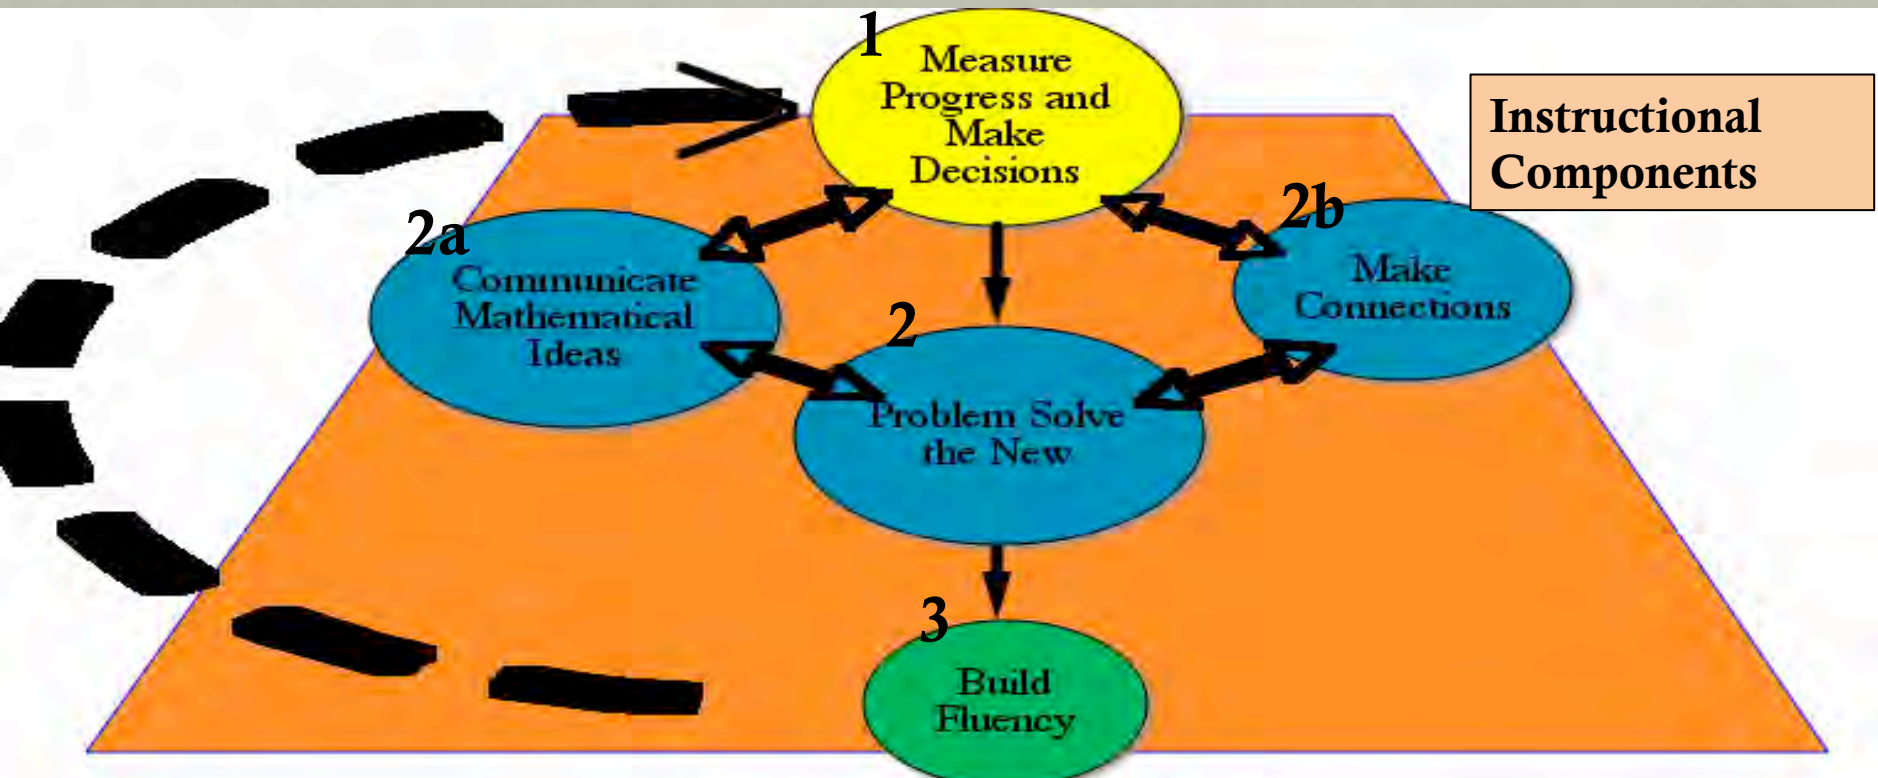 1
Measure
Progress and
Make
Decisions
Instructional
Components
2a
Communicate
Mathematical
Ideas
2b
Make
Connections
2
Problem Solve
the New
3
Build
Fluency